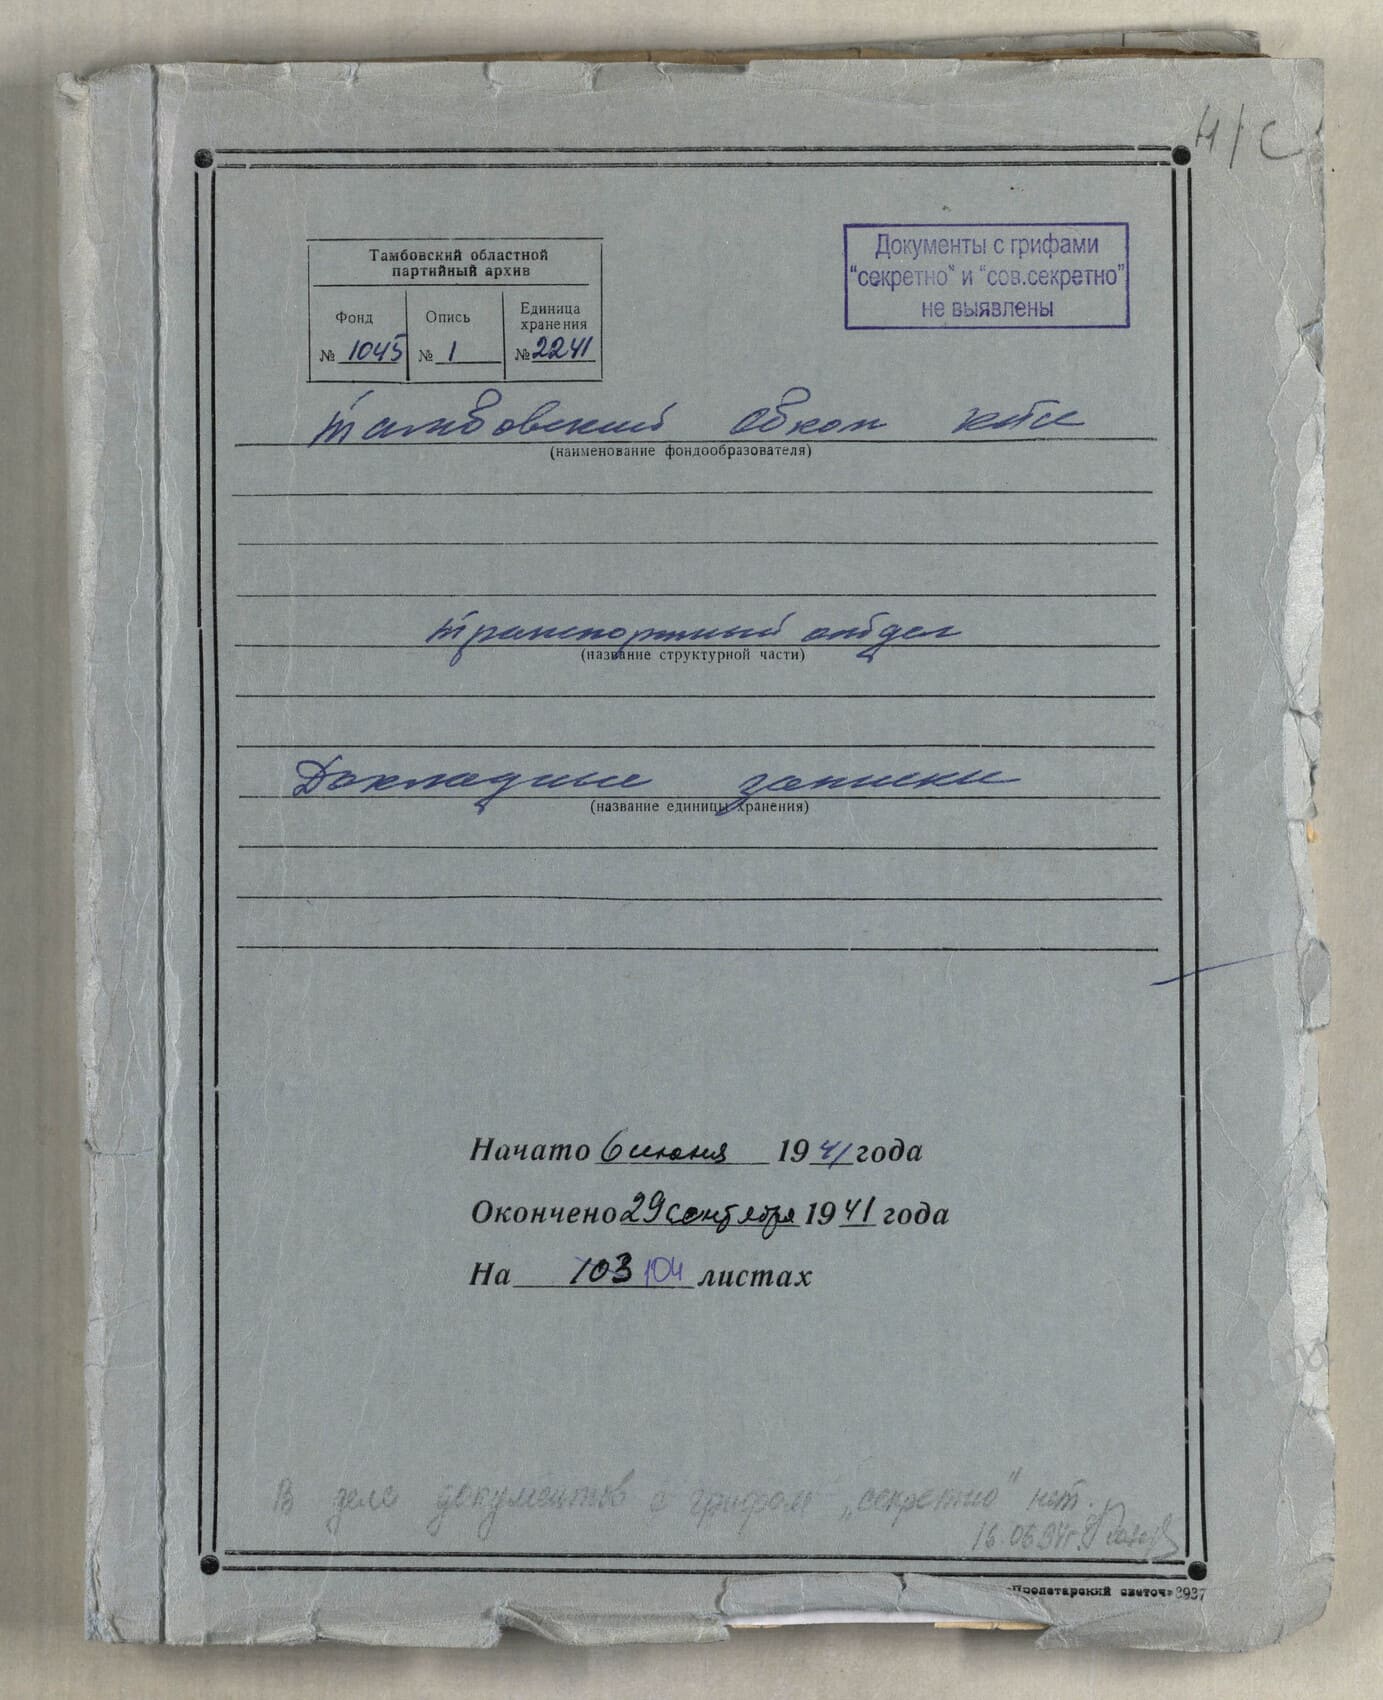 Н/С
Тамбовский областной
партийный архив
Фонд
№ 1045
Опись
№ 1
Единица
хранения
№ 2241
Документы с грифами
"секретно" и "сов.секретно"
не выявлены
Тамбовский Обком КПСС
(наименование фондообразователя)
Транспортный отдел
(название структурной части)
Докладные записки
(название единицы хранения)
Начато 6 июня 1941 года
Окончено 29 сентября 1941 года
На 103 104 листах
В деле документов с грифом „секретно" нет.
16.06.94г.
«Пролетарский светоч» 3937